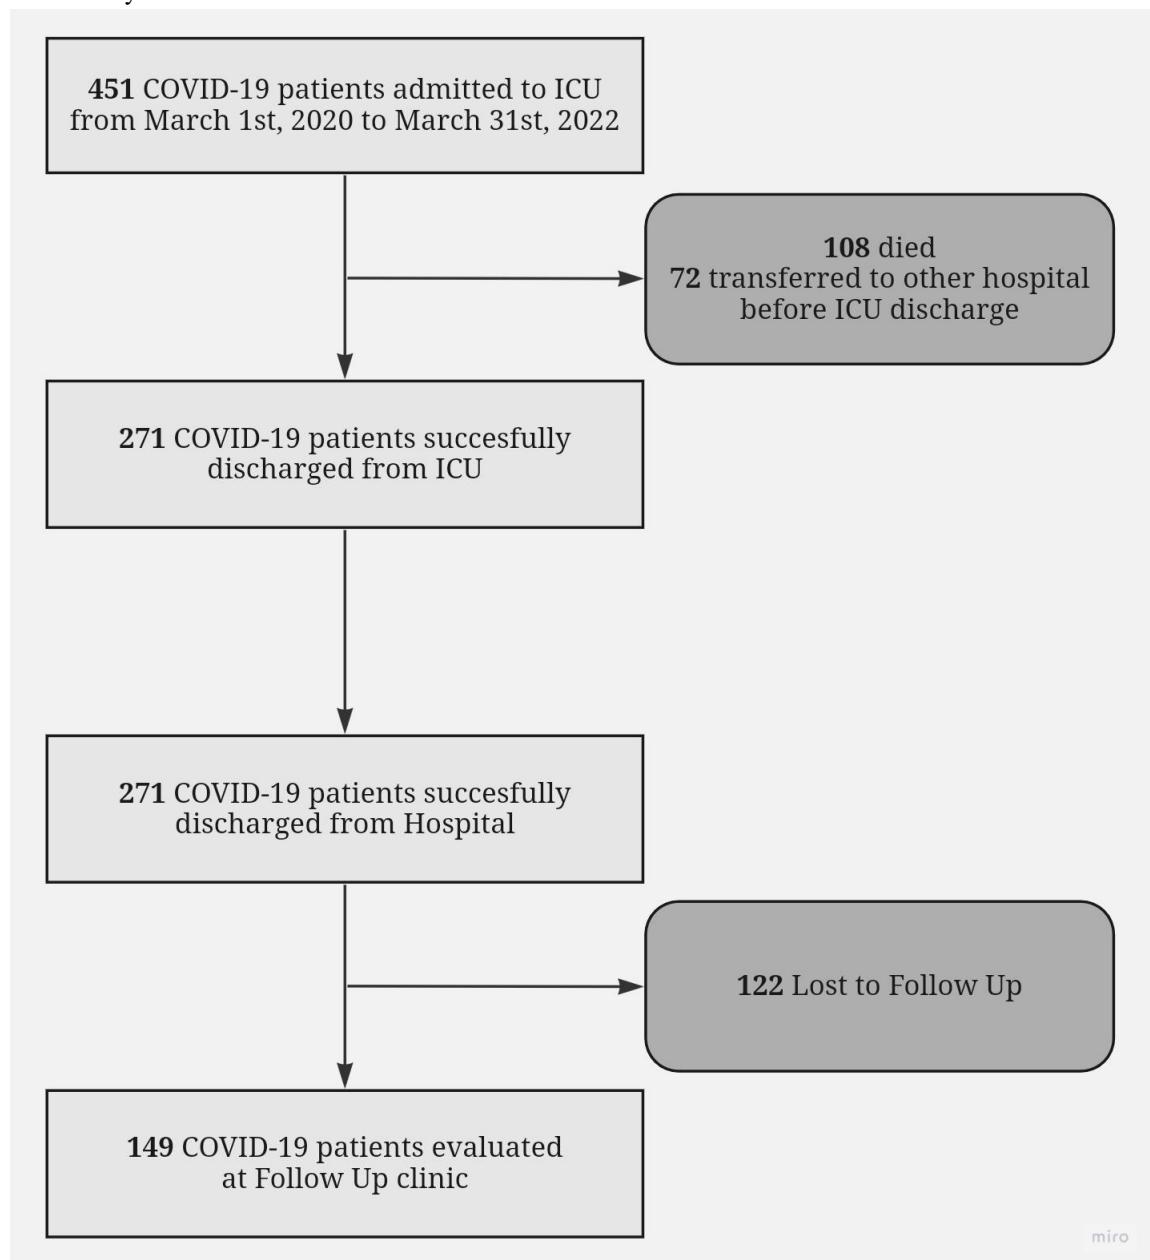 451 COVID-19 patients admitted to ICU
from March 1st, 2020 to March 31st, 2022
108 died
72 transferred to other hospital
before ICU discharge
271 COVID-19 patients succesfully
discharged from ICU
271 COVID-19 patients succesfully
discharged from Hospital
122 Lost to Follow Up
149 COVID-19 patients evaluated
at Follow Up clinic
miro